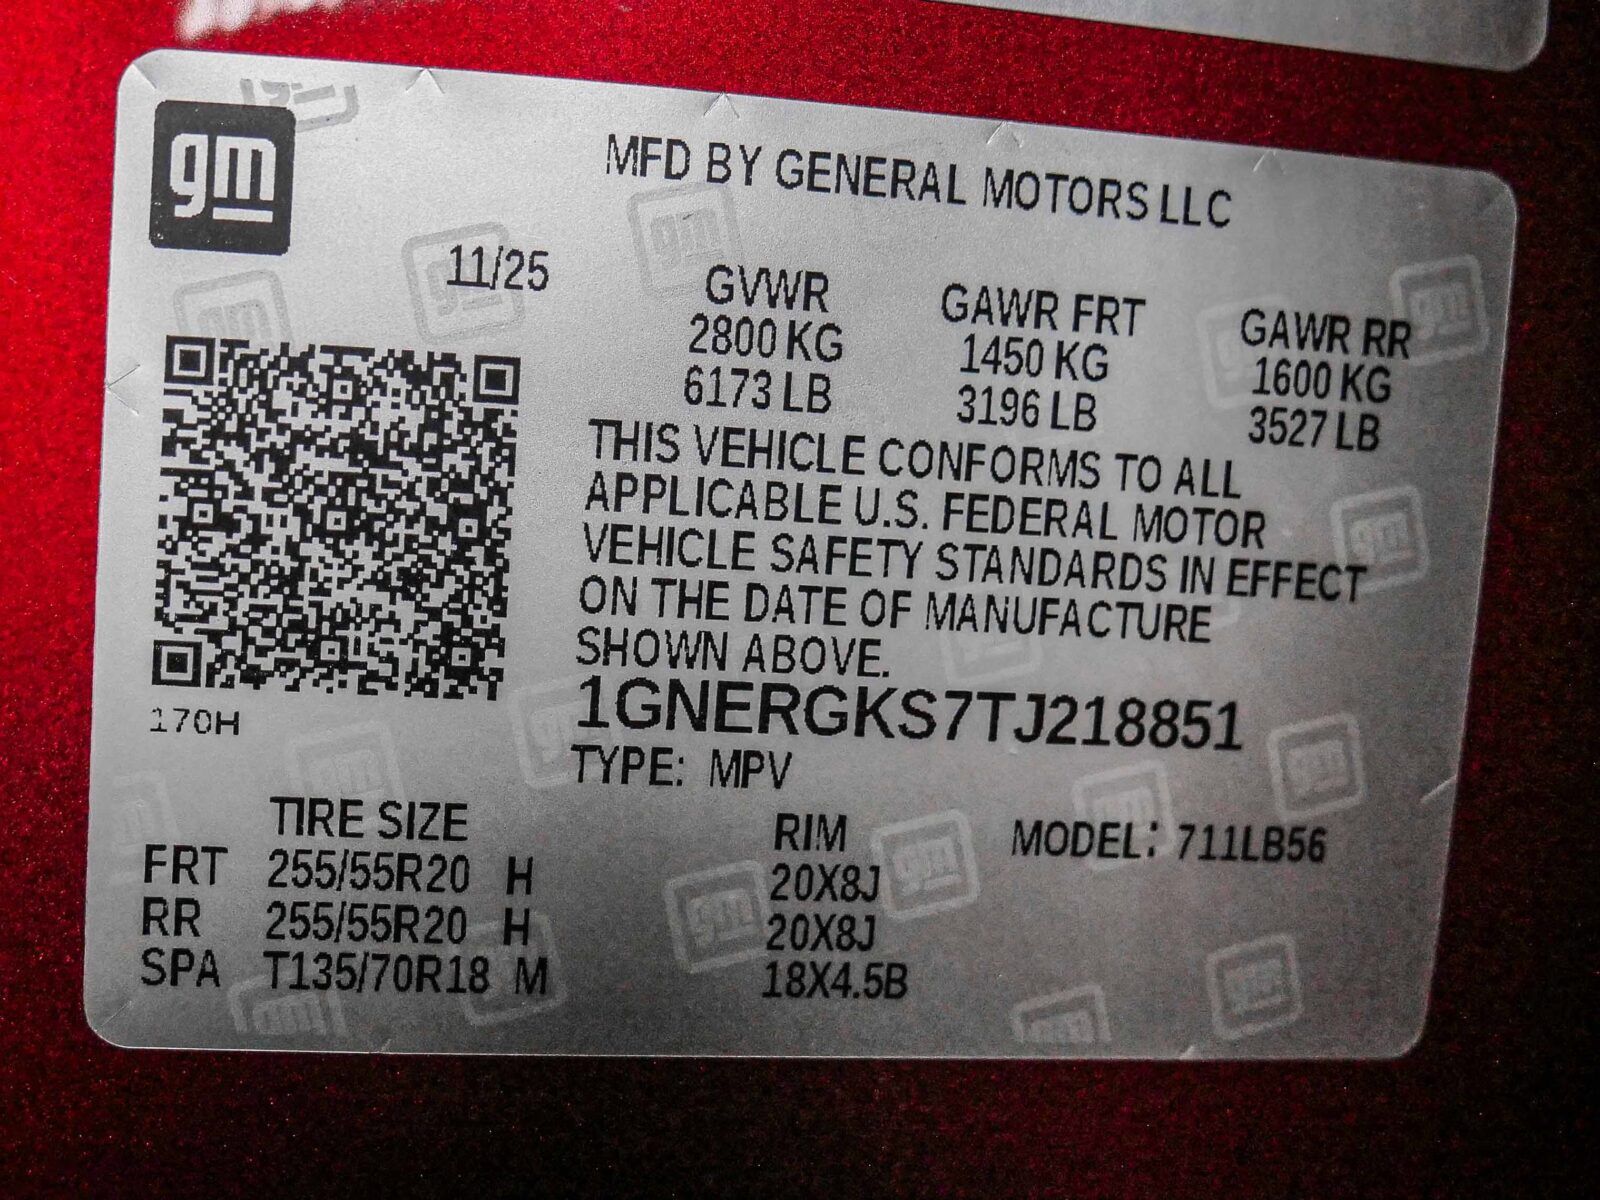 gm
MFD BY GENERAL MOTORS LLC
11/25
GVWR GAWR FRT GAWR RR
2800 KG 1450 KG 1600 KG
6173 LB 3196 LB 3527 LB
THIS VEHICLE CONFORMS TO ALL
APPLICABLE U.S. FEDERAL MOTOR
VEHICLE SAFETY STANDARDS IN EFFECT
ON THE DATE OF MANUFACTURE
SHOWN ABOVE.
1GNERGKS7TJ218851
170H
TYPE: MPV
TIRE SIZE RIM MODEL: 711LB56
FRT 255/55R20 H 20X8J
RR 255/55R20 H 20X8J
SPA T135/70R18 M 18X4.5B